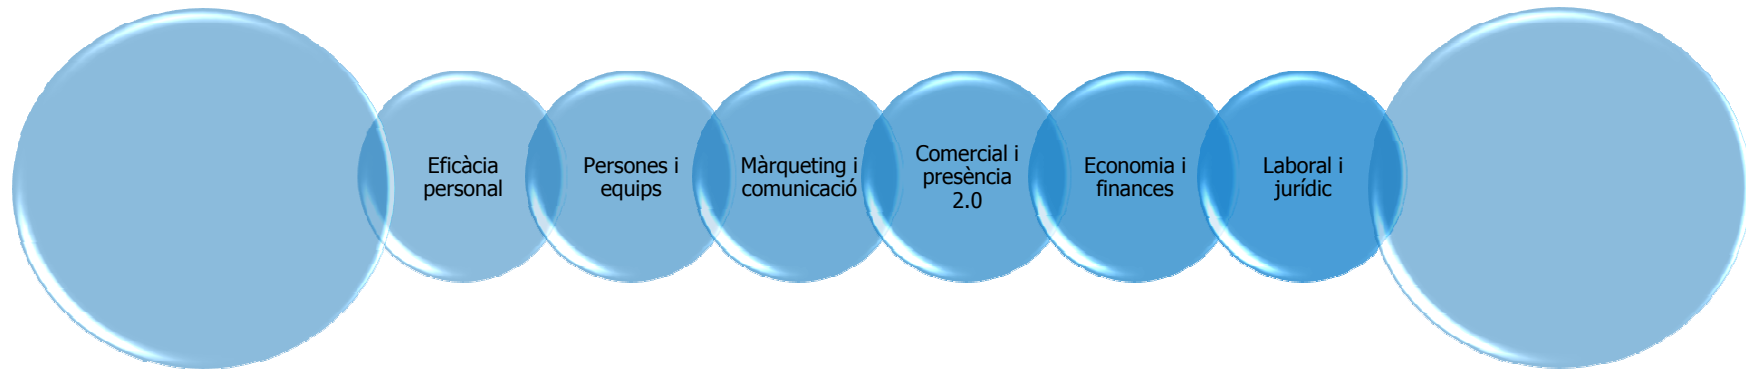 Eficàcia
personal
Persones i
equips
Màrqueting i
comunicació
Comercial i
presència
2.0
Economia i
finances
Laboral i
jurídic